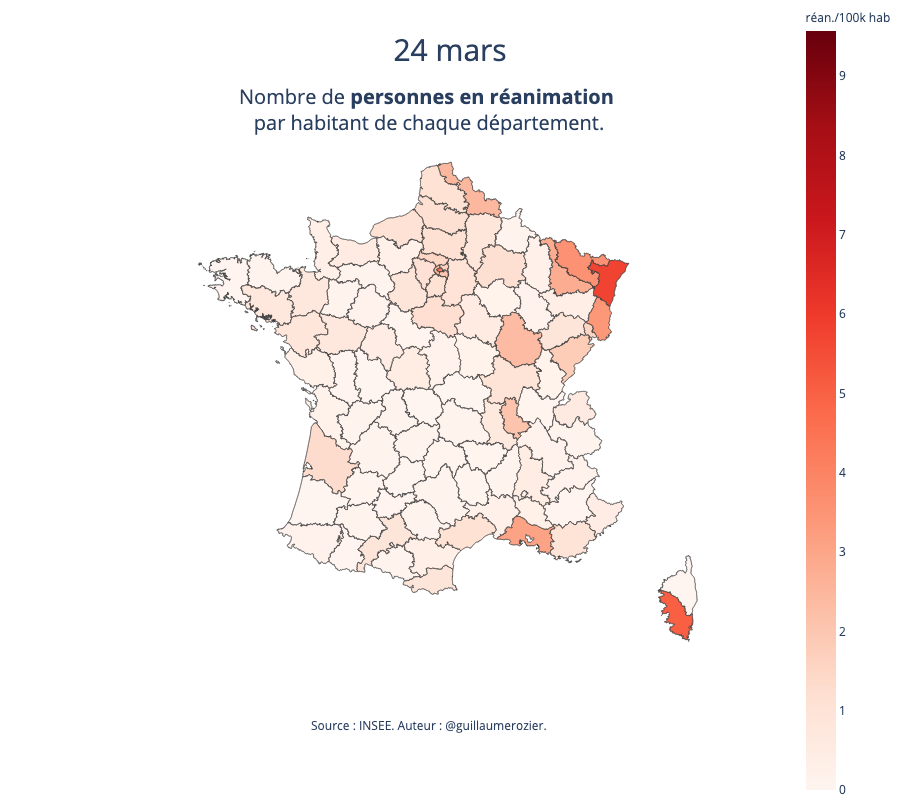 réan./100k hab
24 mars
Nombre de personnes en réanimation
par habitant de chaque département.
9
8
7
6
5
4
3
2
1
0
Source : INSEE. Auteur : @guillaumerozier.